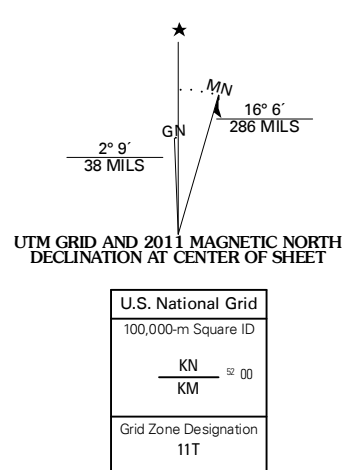 ★
MN
16° 6´
286 MILS
GN
2° 9´
38 MILS
UTM GRID AND 2011 MAGNETIC NORTH
DECLINATION AT CENTER OF SHEET
U.S. National Grid
100,000-m Square ID
KN
52 00
KM
Grid Zone Designation
11T